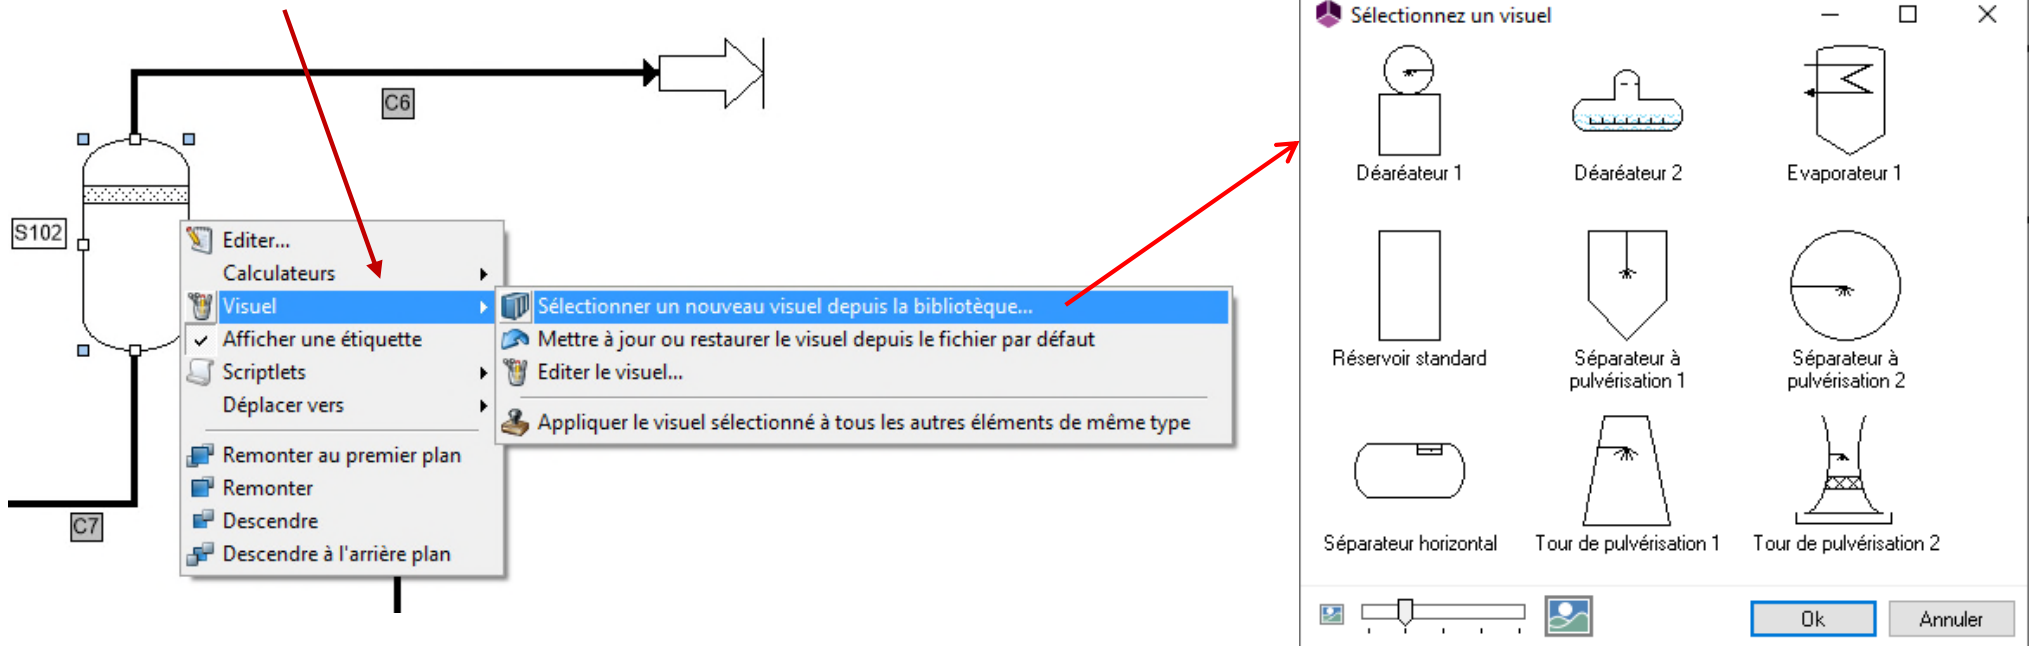 C6
S102
C7
Editer...
Calculateurs
Visuel
Afficher une étiquette
Scriptlets
Déplacer vers
Remonter au premier plan
Remonter
Descendre
Descendre à l'arrière plan
Sélectionner un nouveau visuel depuis la bibliotèque...
Mettre à jour ou restaurer le visuel depuis le fichier par défaut
Editer le visuel...
Appliquer le visuel sélectionné à tous les autres éléments de même type
Sélectionnez un visuel
Déaréateur 1
Déaréateur 2
Evaporateur 1
Réservoir standard
Séparateur à
pulvérisation 1
Séparateur à
pulvérisation 2
Séparateur horizontal
Tour de pulvérisation 1
Tour de pulvérisation 2
Ok
Annuler